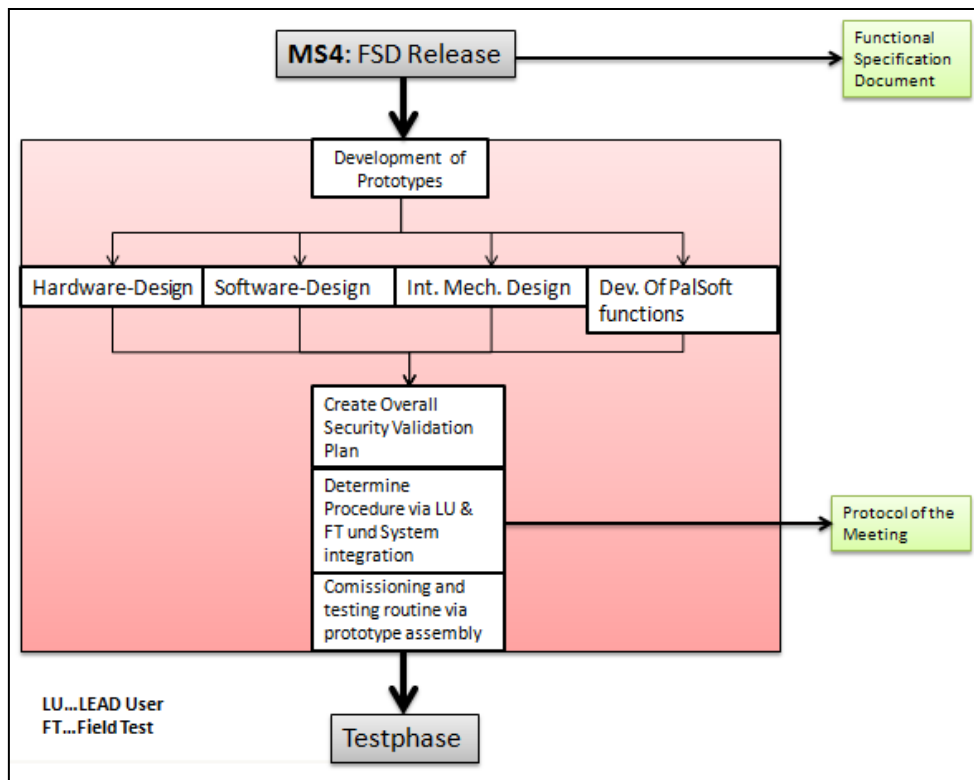 MS4: FSD Release
Functional
Specification
Document
Development of
Prototypes
Hardware-Design
Software-Design
Int. Mech. Design
Dev. Of PalSoft
functions
Create Overall
Security Validation
Plan
Determine
Procedure via LU &
FT und System
integration
Protocol of the
Meeting
Comissioning and
testing routine via
prototype assembly
LU...LEAD User
FT...Field Test
Testphase